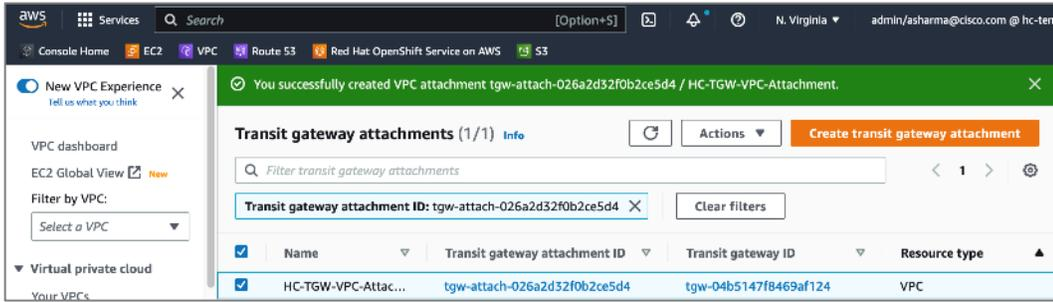 aws Services Search [Option+S] N. Virginia ▼ admin/asharma@cisco.com @ hc-ten
Console Home EC2 VPC Route 53 Red Hat OpenShift Service on AWS S3
New VPC Experience
Tell us what you think
You successfully created VPC attachment tgw-attach-026a2d32f0b2ce5d4 / HC-TGW-VPC-Attachment.
VPC dashboard
EC2 Global View New
Filter by VPC:
Select a VPC
Virtual private cloud
Your VPCs
Transit gateway attachments (1/1) Info
Actions ▼ Create transit gateway attachment
Filter transit gateway attachments
1
Transit gateway attachment ID: tgw-attach-026a2d32f0b2ce5d4
Clear filters
Name Transit gateway attachment ID Transit gateway ID Resource type
HC-TGW-VPC-Attac... tgw-attach-026a2d32f0b2ce5d4 tgw-04b5147f8469af124 VPC